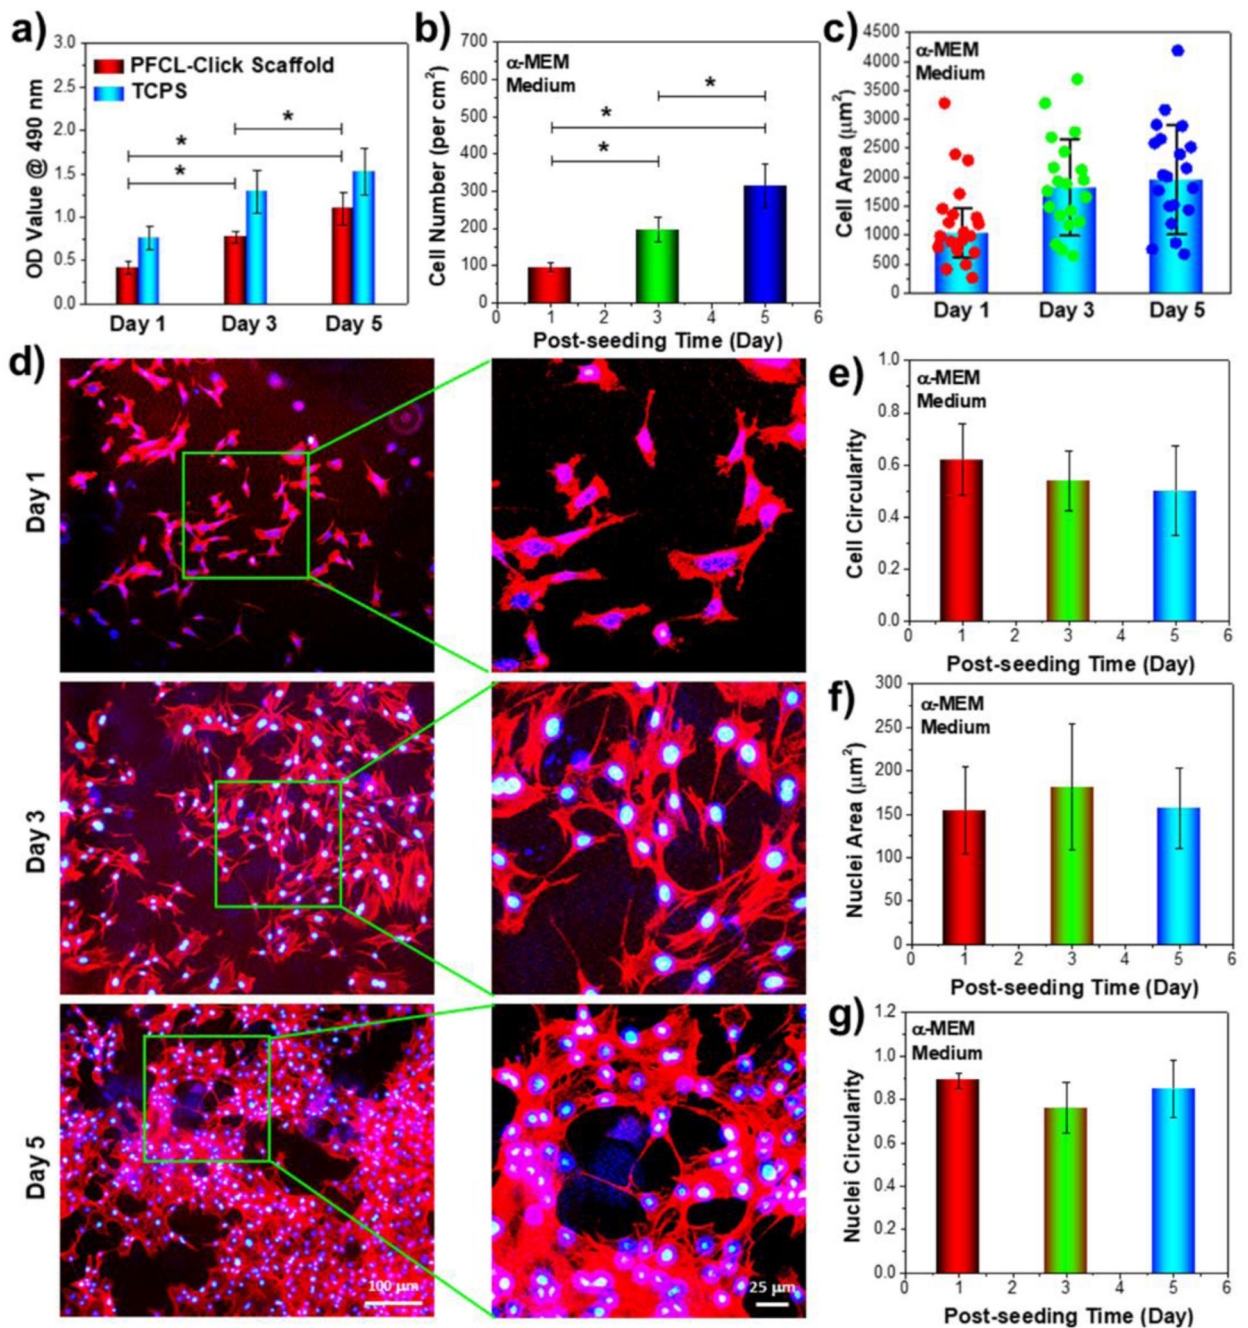 a)
3.0
2.5
2.0
1.5
1.0
0.5
0.0
OD Value @ 490 nm
PFCL-Click Scaffold
TCPS
*
*
*
Day 1
Day 3
Day 5
b)
700
600
500
400
300
200
100
0
Cell Number (per cm²)
α-MEM
Medium
*
*
*
0 1 2 3 4 5 6
Post-seeding Time (Day)
c)
4500
4000
3500
3000
2500
2000
1500
1000
500
0
Cell Area (μm²)
α-MEM
Medium
Day 1
Day 3
Day 5
d)
Day 1
Day 3
Day 5
100 μm
25 μm
e)
1.0
0.8
0.6
0.4
0.2
0.0
Cell Circularity
α-MEM
Medium
0 1 2 3 4 5 6
Post-seeding Time (Day)
f)
300
250
200
150
100
50
0
Nuclei Area (μm²)
α-MEM
Medium
0 1 2 3 4 5 6
Post-seeding Time (Day)
g)
1.2
1.0
0.8
0.6
0.4
0.2
0.0
Nuclei Circularity
α-MEM
Medium
0 1 2 3 4 5 6
Post-seeding Time (Day)